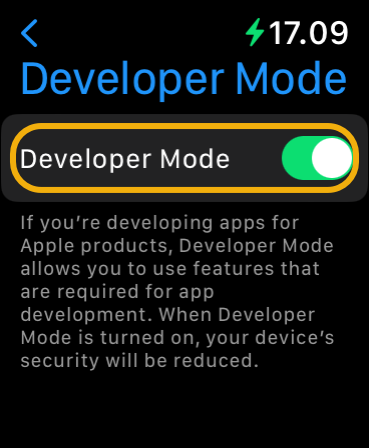 17.09
Developer Mode
Developer Mode
If you’re developing apps for
Apple products, Developer Mode
allows you to use features that
are required for app
development. When Developer
Mode is turned on, your device’s
security will be reduced.